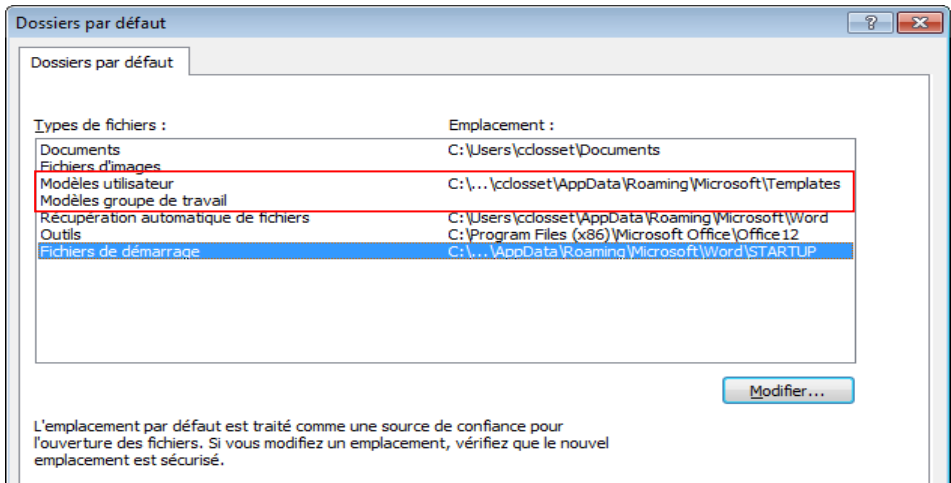 Dossiers par défaut
Dossiers par défaut
Types de fichiers : Emplacement :
Documents C:\Users\cclosset\Documents
Fichiers d'images
Modèles utilisateur C:\...\cclosset\AppData\Roaming\Microsoft\Templates
Modèles groupe de travail
Récupération automatique de fichiers C:\Users\cclosset\AppData\Roaming\Microsoft\Word
Outils C:\Program Files (x86)\Microsoft Office\Office12
Fichiers de démarrage C:\...\AppData\Roaming\Microsoft\Word\STARTUP
Modifier...
L'emplacement par défaut est traité comme une source de confiance pour
l'ouverture des fichiers. Si vous modifiez un emplacement, vérifiez que le nouvel
emplacement est sécurisé.